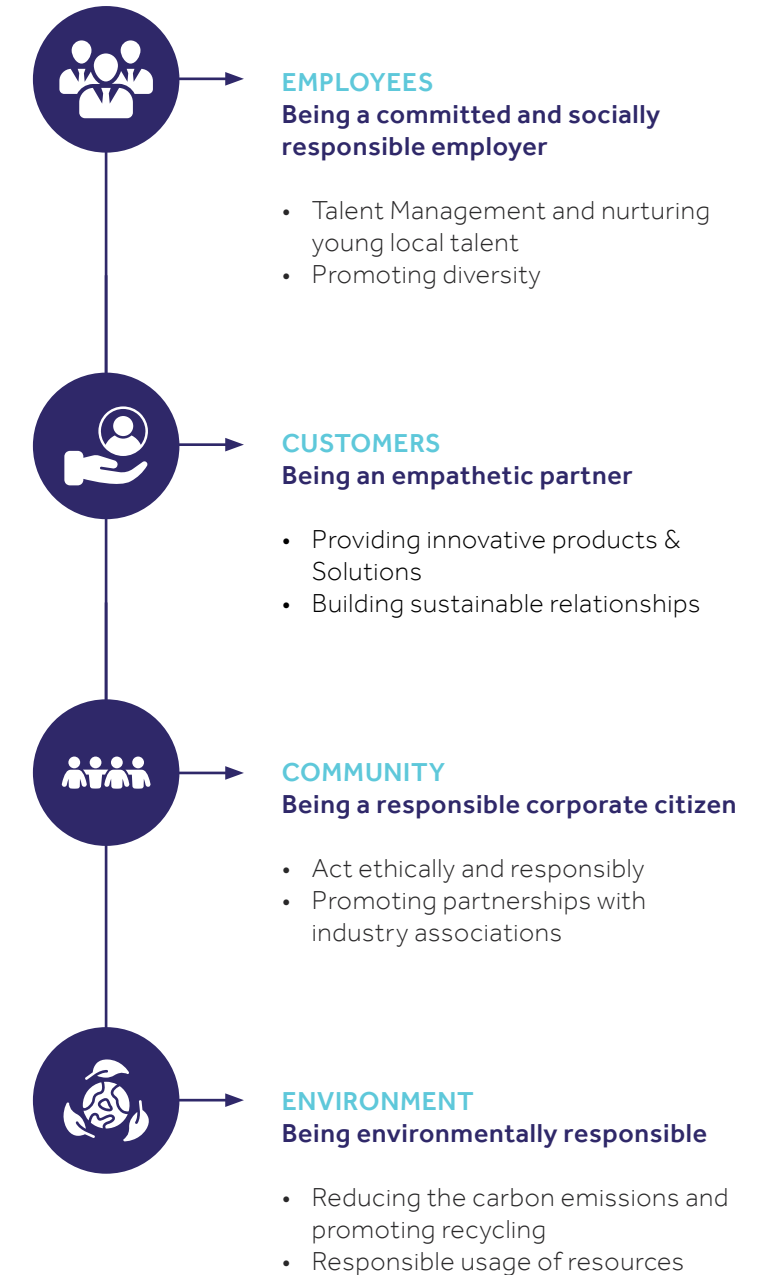 EMPLOYEES
Being a committed and socially
responsible employer
• Talent Management and nurturing
young local talent
• Promoting diversity
CUSTOMERS
Being an empathetic partner
• Providing innovative products &
Solutions
• Building sustainable relationships
COMMUNITY
Being a responsible corporate citizen
• Act ethically and responsibly
• Promoting partnerships with
industry associations
ENVIRONMENT
Being environmentally responsible
• Reducing the carbon emissions and
promoting recycling
• Responsible usage of resources